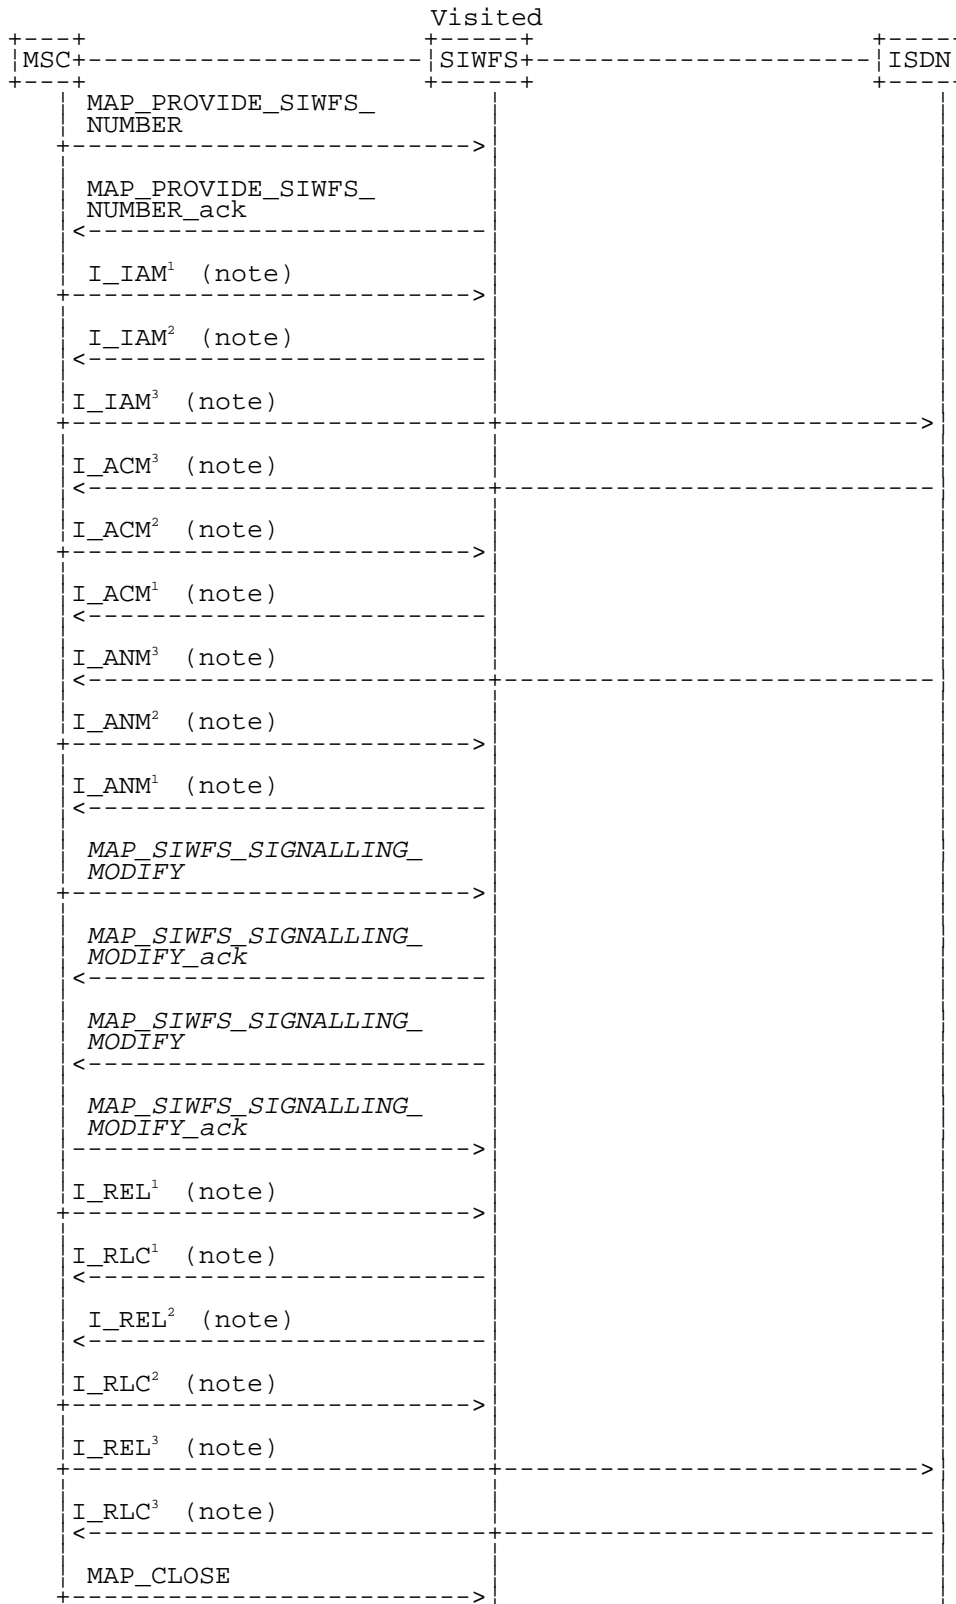 Visited
MSC SIWFS ISDN
MAP_PROVIDE_SIWFS_
NUMBER
MAP_PROVIDE_SIWFS_
NUMBER_ack
I_IAM¹ (note)
I_IAM² (note)
I_IAM³ (note)
I_ACM³ (note)
I_ACM² (note)
I_ACM¹ (note)
I_ANM³ (note)
I_ANM² (note)
I_ANM¹ (note)
MAP_SIWFS_SIGNALLING_
MODIFY
MAP_SIWFS_SIGNALLING_
MODIFY_ack
MAP_SIWFS_SIGNALLING_
MODIFY
MAP_SIWFS_SIGNALLING_
MODIFY_ack
I_REL¹ (note)
I_RLC¹ (note)
I_REL² (note)
I_RLC² (note)
I_REL³ (note)
I_RLC³ (note)
MAP_CLOSE